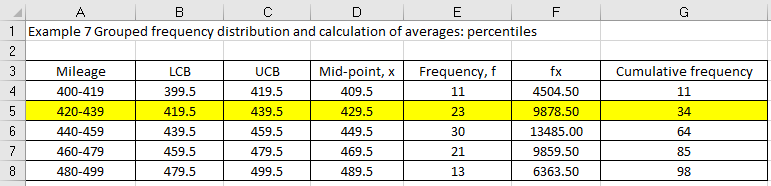 A B C D E F G
1 Example 7 Grouped frequency distribution and calculation of averages: percentiles
2
3 Mileage LCB UCB Mid-point, x Frequency, f fx Cumulative frequency
4 400-419 399.5 419.5 409.5 11 4504.50 11
5 420-439 419.5 439.5 429.5 23 9878.50 34
6 440-459 439.5 459.5 449.5 30 13485.00 64
7 460-479 459.5 479.5 469.5 21 9859.50 85
8 480-499 479.5 499.5 489.5 13 6363.50 98